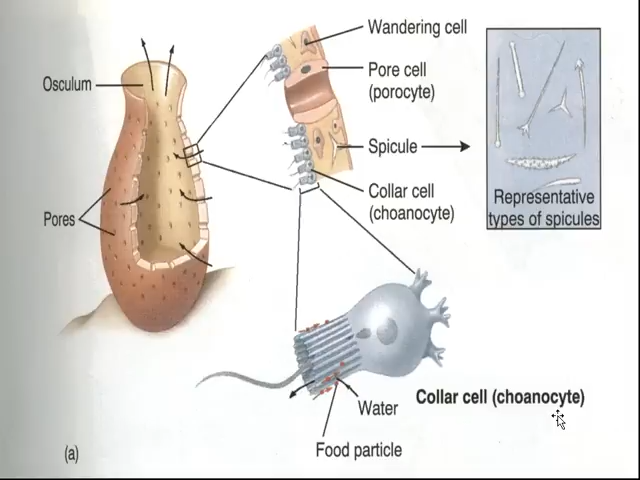 Wandering cell
Osculum
Pore cell
(porocyte)
Spicule
Collar cell
(choanocyte)
Representative
types of spicules
Pores
Collar cell (choanocyte)
Water
Food particle
(a)